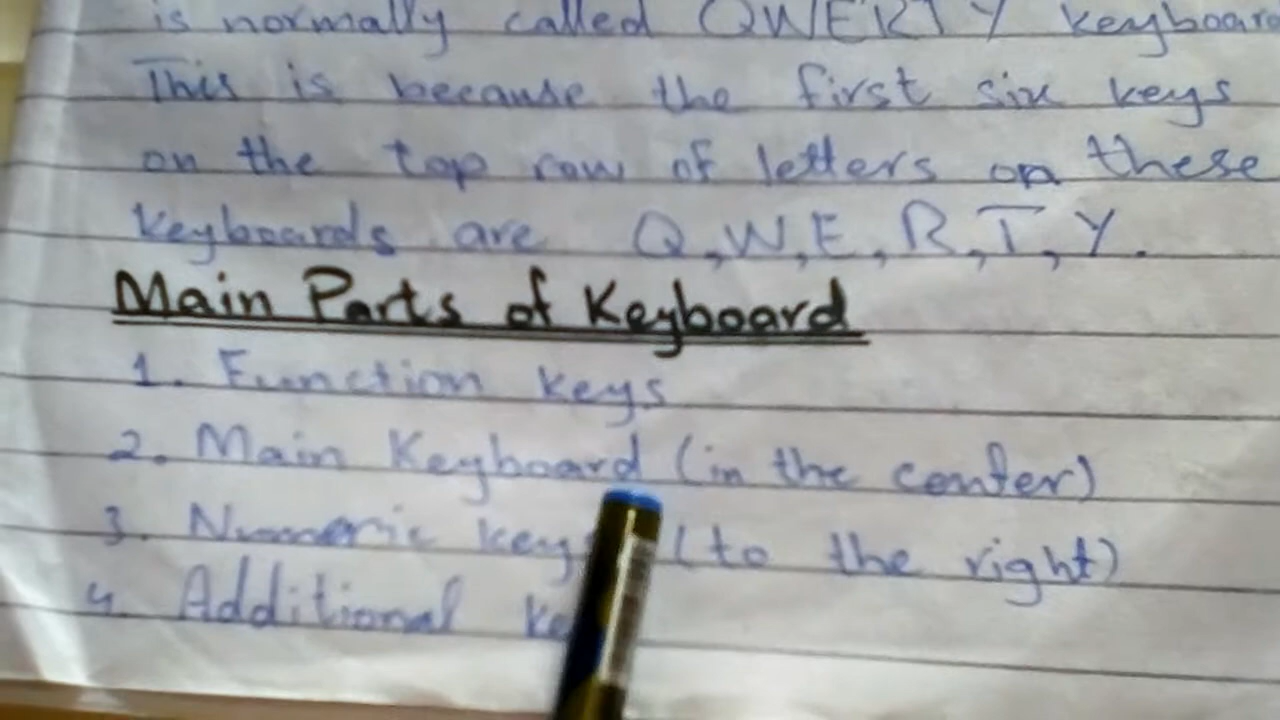 is normally called QWERTY keyboard
This is because the first six keys
on the top row of letters on these
keyboards are Q,W,E,R,T,Y.
Main Parts of Keyboard
1. Function keys
2. Main Keyboard (in the center)
3. Numeric keys (to the right)
4. Additional